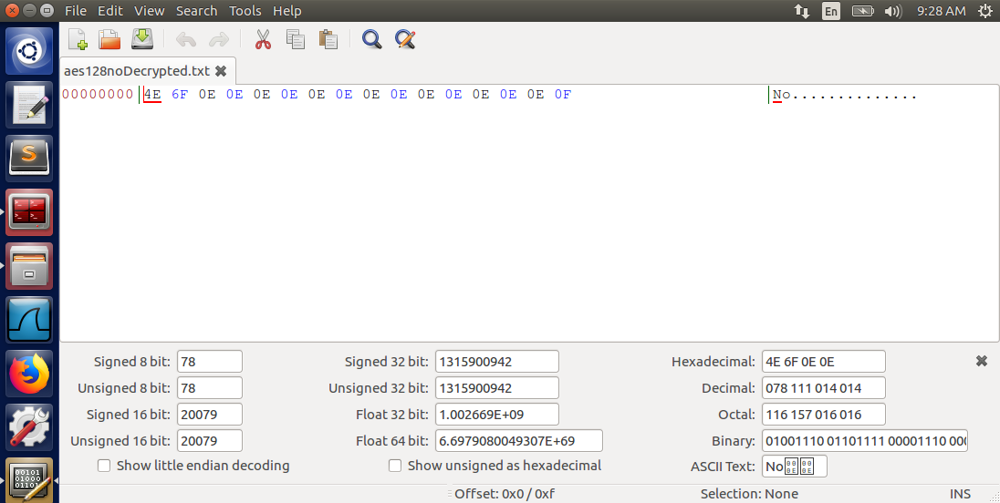 File Edit View Search Tools Help En 9:28 AM
aes128noDecrypted.txt
00000000 4E 6F 0E 0E 0E 0E 0E 0E 0E 0E 0E 0E 0E 0E 0E 0F No..............
Signed 8 bit: 78 Signed 32 bit: 1315900942 Hexadecimal: 4E 6F 0E 0E
Unsigned 8 bit: 78 Unsigned 32 bit: 1315900942 Decimal: 078 111 014 014
Signed 16 bit: 20079 Float 32 bit: 1.002669E+09 Octal: 116 157 016 016
Unsigned 16 bit: 20079 Float 64 bit: 6.6979080049307E+69 Binary: 01001110 01101111 00001110 000
Show little endian decoding Show unsigned as hexadecimal ASCII Text: No
Offset: 0x0 / 0xf Selection: None INS